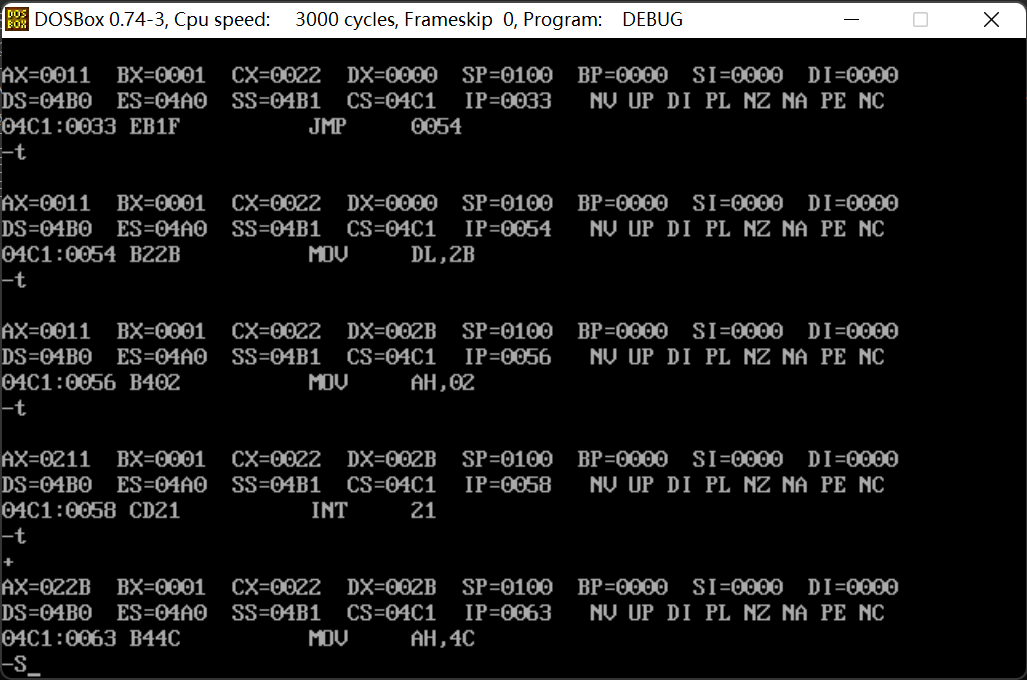 DOS BOX DOSBox 0.74-3, Cpu speed: 3000 cycles, Frameskip 0, Program: DEBUG
AX=0011 BX=0001 CX=0022 DX=0000 SP=0100 BP=0000 SI=0000 DI=0000
DS=04B0 ES=04A0 SS=04B1 CS=04C1 IP=0033 NV UP DI PL NZ NA PE NC
04C1:0033 EB1F JMP 0054
-t
AX=0011 BX=0001 CX=0022 DX=0000 SP=0100 BP=0000 SI=0000 DI=0000
DS=04B0 ES=04A0 SS=04B1 CS=04C1 IP=0054 NV UP DI PL NZ NA PE NC
04C1:0054 B22B MOV DL,2B
-t
AX=0011 BX=0001 CX=0022 DX=002B SP=0100 BP=0000 SI=0000 DI=0000
DS=04B0 ES=04A0 SS=04B1 CS=04C1 IP=0056 NV UP DI PL NZ NA PE NC
04C1:0056 B402 MOV AH,02
-t
AX=0211 BX=0001 CX=0022 DX=002B SP=0100 BP=0000 SI=0000 DI=0000
DS=04B0 ES=04A0 SS=04B1 CS=04C1 IP=0058 NV UP DI PL NZ NA PE NC
04C1:0058 CD21 INT 21
-t
+
AX=022B BX=0001 CX=0022 DX=002B SP=0100 BP=0000 SI=0000 DI=0000
DS=04B0 ES=04A0 SS=04B1 CS=04C1 IP=0063 NV UP DI PL NZ NA PE NC
04C1:0063 B44C MOV AH,4C
-S_